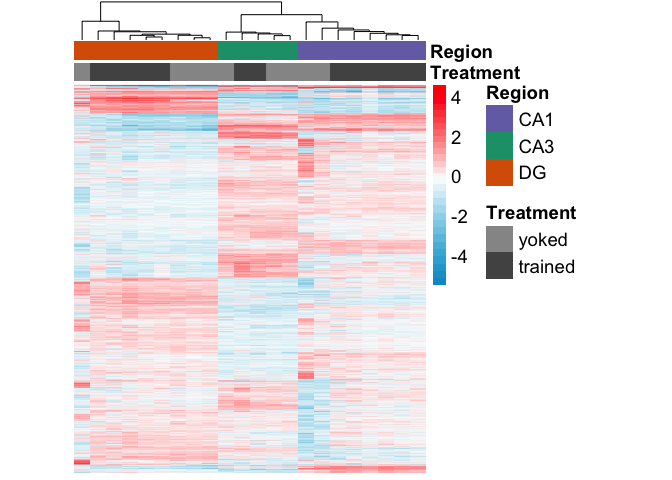 Region
Treatment
4
2
0
-2
-4
Region
CA1
CA3
DG
Treatment
yoked
trained